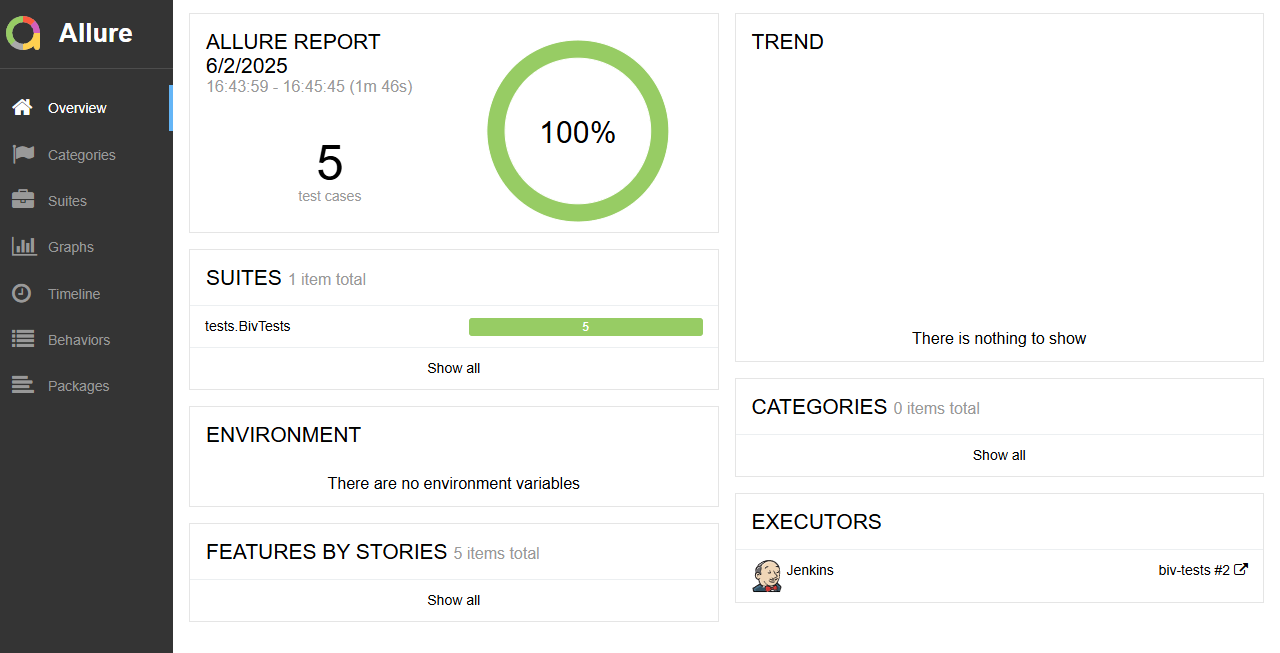 Allure
Overview
Categories
Suites
Graphs
Timeline
Behaviors
Packages
ALLURE REPORT
6/2/2025
16:43:59 - 16:45:45 (1m 46s)
5
test cases
100%
SUITES 1 item total
tests.BivTests 5
Show all
ENVIRONMENT
There are no environment variables
FEATURES BY STORIES 5 items total
Show all
TREND
There is nothing to show
CATEGORIES 0 items total
Show all
EXECUTORS
Jenkins biv-tests #2